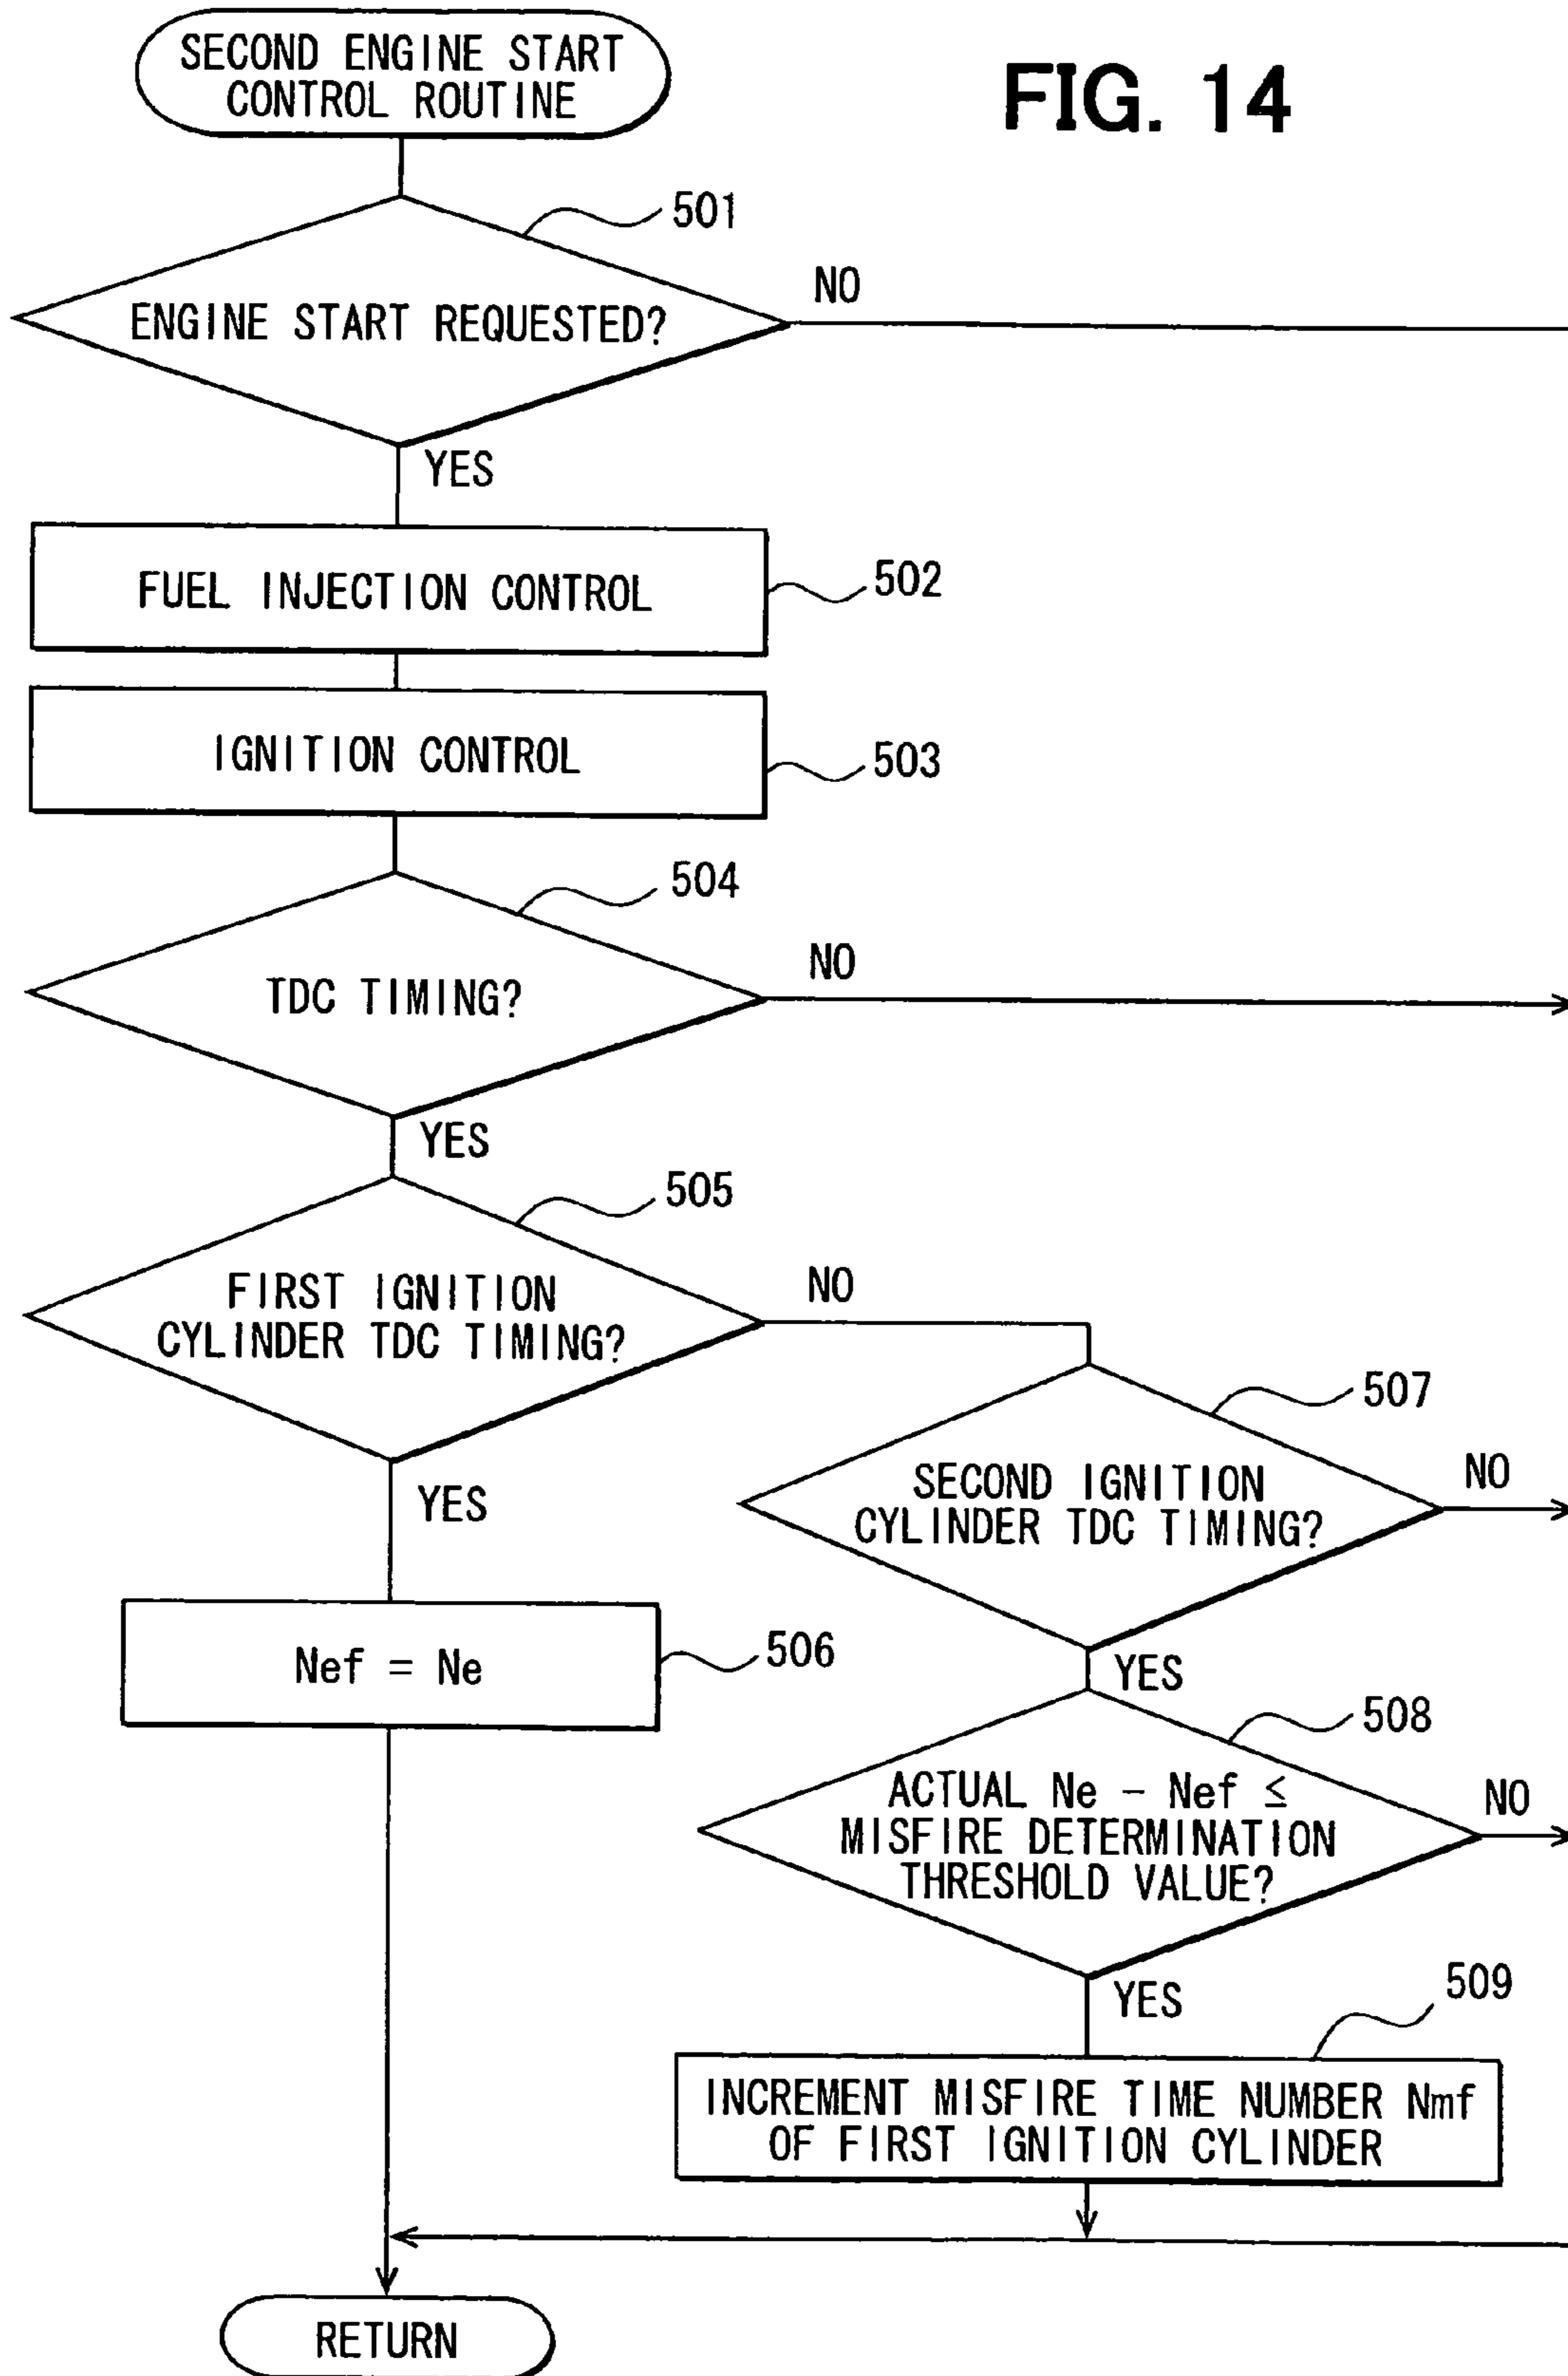 SECOND ENGINE START
CONTROL ROUTINE
FIG. 14
501
ENGINE START REQUESTED?
NO
YES
FUEL INJECTION CONTROL
502
IGNITION CONTROL
503
504
TDC TIMING?
NO
YES
505
FIRST IGNITION
CYLINDER TDC TIMING?
NO
YES
507
SECOND IGNITION
CYLINDER TDC TIMING?
NO
YES
Nef = Ne
506
508
ACTUAL Ne - Nef ≤
MISFIRE DETERMINATION
THRESHOLD VALUE?
NO
YES
509
INCREMENT MISFIRE TIME NUMBER Nmf
OF FIRST IGNITION CYLINDER
RETURN